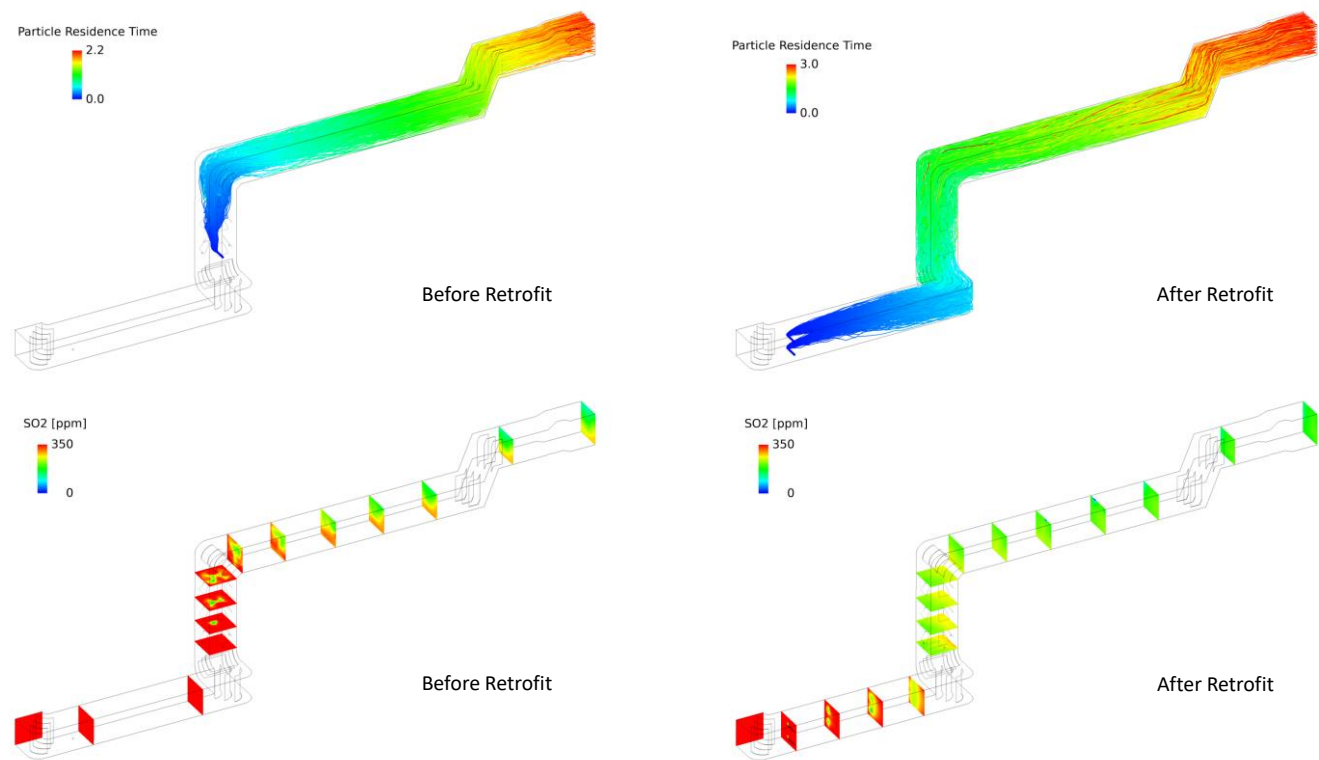 Particle Residence Time
2.2
0.0
Before Retrofit
Particle Residence Time
3.0
0.0
After Retrofit
SO2 [ppm]
350
0
Before Retrofit
SO2 [ppm]
350
0
After Retrofit